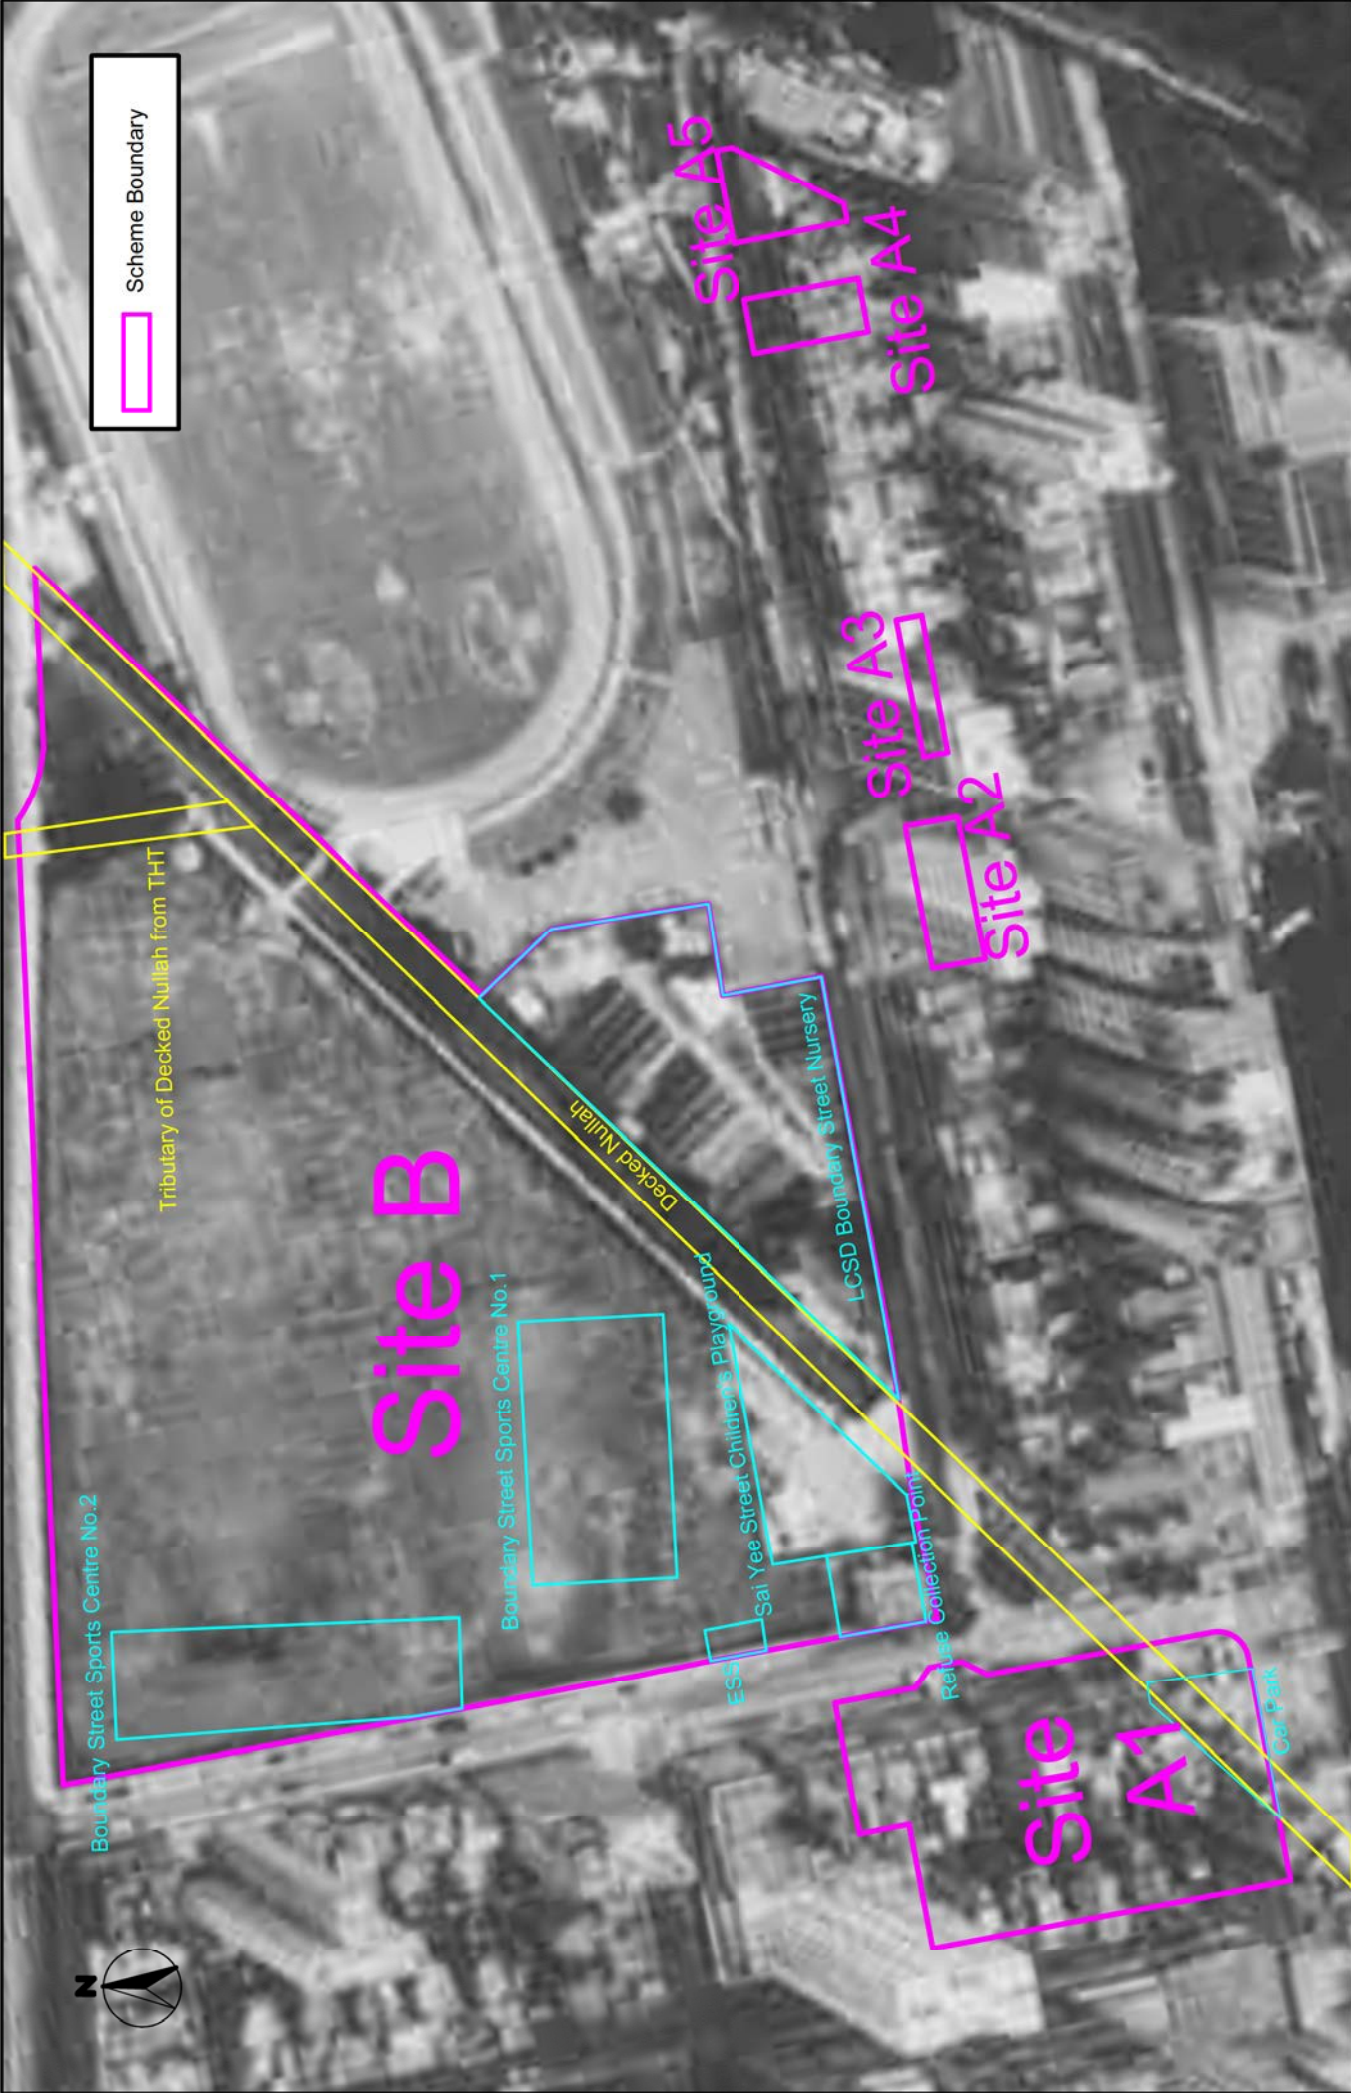 Scheme Boundary
Site A5
Site A4
Site A3
Site A2
Tributary of Decked Nullah from THT
Site B
Decked Nullah
LCSD Boundary Street Nursery
Boundary Street Sports Centre No.1
Boundary Street Sports Centre No.2
Sai Yee Street Children's Playground
ESS
Refuse Collection Point
Site
A1
Car Park
N